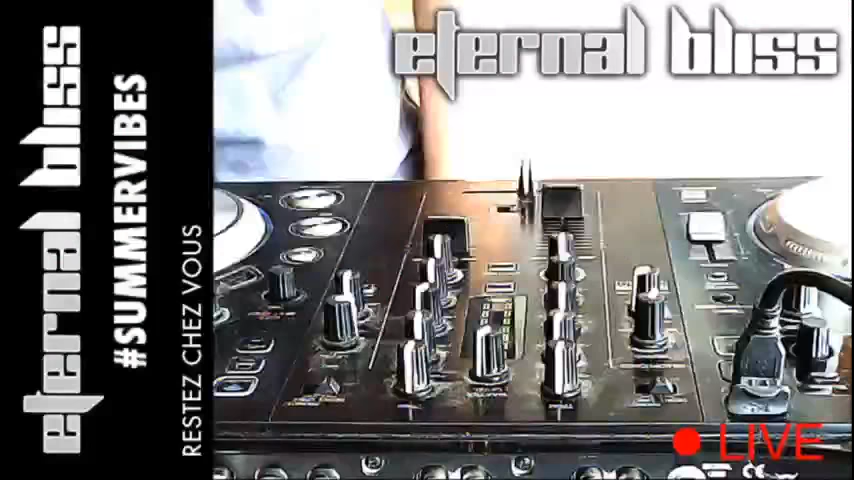 eternal bliss
#SUMMERVIBES
RESTEZ CHEZ VOUS
eternal bliss
LIVE